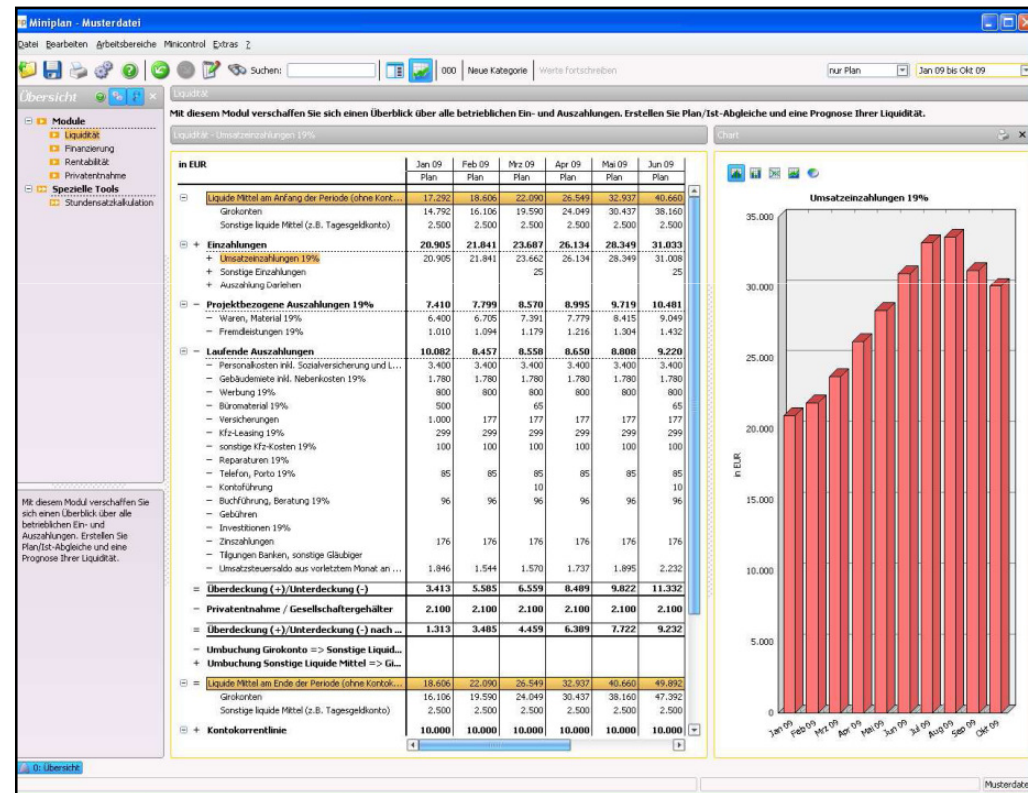 Miniplan - Musterdatei
Datei Bearbeiten Arbeitsbereiche Minicontrol Extras ?
Suchen: 000 Neue Kategorie Werte fortschreiben nur Plan Jan 09 bis Okt 09
Übersicht
Module
Liquidität
Finanzierung
Rentabilität
Privatentnahme
Spezielle Tools
Stundensatzkalkulation
Mit diesem Modul verschaffen Sie
sich einen Überblick über alle
betrieblichen Ein- und
Auszahlungen. Erstellen Sie
Plan/Ist-Abgleiche und eine
Prognose Ihrer Liquidität.
Liquidität
Mit diesem Modul verschaffen Sie sich einen Überblick über alle betrieblichen Ein- und Auszahlungen. Erstellen Sie Plan/Ist-Abgleiche und eine Prognose Ihrer Liquidität.
Liquidität - Umsatzeinzahlungen 19%
in EUR Jan 09 Feb 09 Mrz 09 Apr 09 Mai 09 Jun 09
Plan Plan Plan Plan Plan Plan
Liquide Mittel am Anfang der Periode (ohne Kont... 17.292 18.606 22.090 26.549 32.937 40.660
Girokonten 14.792 16.106 19.590 24.049 30.437 38.160
Sonstige liquide Mittel (z.B. Tagesgeldkonto) 2.500 2.500 2.500 2.500 2.500 2.500
+ Einzahlungen 20.905 21.841 23.687 26.134 28.349 31.033
+ Umsatzeinzahlungen 19% 20.905 21.841 23.662 26.134 28.349 31.008
+ Sonstige Einzahlungen 25 25
+ Auszahlung Darlehen
− Projektbezogene Auszahlungen 19% 7.410 7.799 8.570 8.995 9.719 10.481
− Waren, Material 19% 6.400 6.705 7.391 7.779 8.415 9.049
− Fremdleistungen 19% 1.010 1.094 1.179 1.216 1.304 1.432
− Laufende Auszahlungen 10.082 8.457 8.558 8.650 8.808 9.220
− Personalkosten inkl. Sozialversicherung und L... 3.400 3.400 3.400 3.400 3.400 3.400
− Gebäudemiete inkl. Nebenkosten 19% 1.780 1.780 1.780 1.780 1.780 1.780
− Werbung 19% 800 800 800 800 800 800
− Büromaterial 19% 500 65 65
− Versicherungen 1.000 177 177 177 177 177
− Kfz-Leasing 19% 299 299 299 299 299 299
− sonstige Kfz-Kosten 19% 100 100 100 100 100 100
− Reparaturen 19%
− Telefon, Porto 19% 85 85 85 85 85 85
− Kontoführung 10 10
− Buchführung, Beratung 19% 96 96 96 96 96 96
− Gebühren
− Investitionen 19%
− Zinszahlungen 176 176 176 176 176 176
− Tilgungen Banken, sonstige Gläubiger
− Umsatzsteuersaldo aus vorletztem Monat an ... 1.846 1.544 1.570 1.737 1.895 2.232
= Überdeckung (+)/Unterdeckung (-) 3.413 5.585 6.559 8.489 9.822 11.332
− Privatentnahme / Gesellschaftergehälter 2.100 2.100 2.100 2.100 2.100 2.100
= Überdeckung (+)/Unterdeckung (-) nach ... 1.313 3.485 4.459 6.389 7.722 9.232
− Umbuchung Girokonto => Sonstige Liquid...
+ Umbuchung Sonstige Liquide Mittel => Gi...
= Liquide Mittel am Ende der Periode (ohne Kontok... 18.606 22.090 26.549 32.937 40.660 49.892
Girokonten 16.106 19.590 24.049 30.437 38.160 47.392
Sonstige liquide Mittel (z.B. Tagesgeldkonto) 2.500 2.500 2.500 2.500 2.500 2.500
+ Kontokorrentlinie 10.000 10.000 10.000 10.000 10.000 10.000
Chart
Umsatzeinzahlungen 19%
35.000
30.000
25.000
20.000
in EUR
15.000
10.000
5.000
0
Jan 09 Feb 09 Mrz 09 Apr 09 Mai 09 Jun 09 Jul 09 Aug 09 Sep 09 Okt 09
0: Übersicht
Musterdate